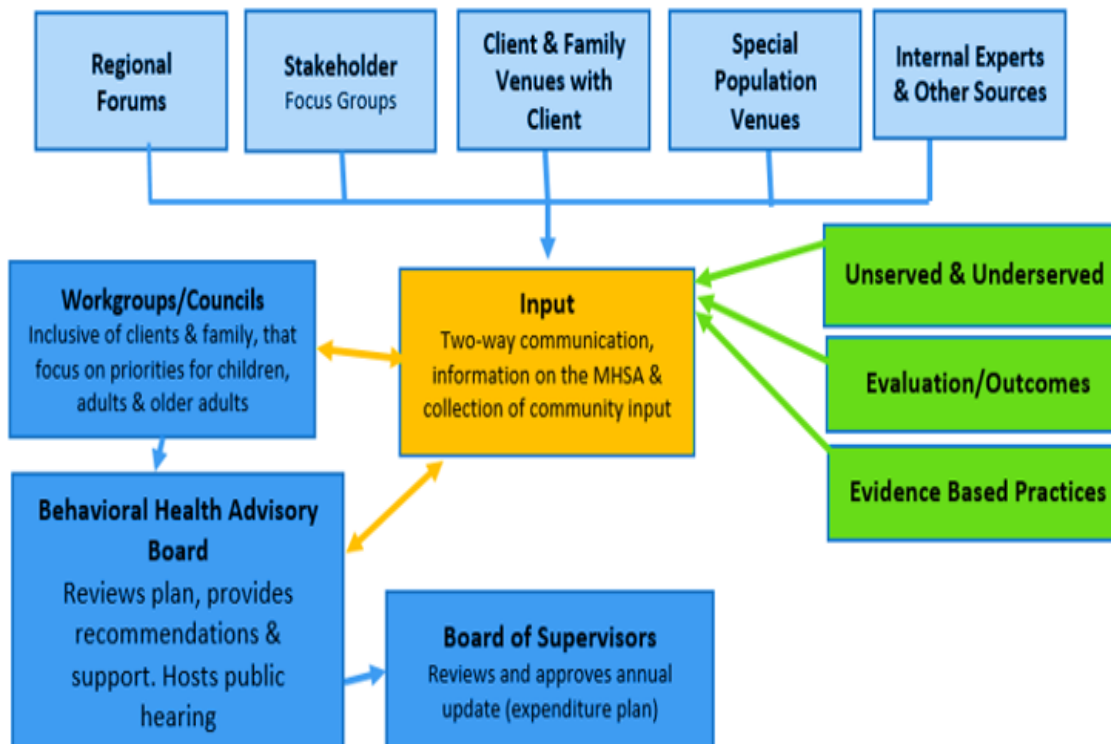 Regional
Forums
Stakeholder
Focus Groups
Client & Family
Venues with
Client
Special
Population
Venues
Internal Experts
& Other Sources
Workgroups/Councils
Inclusive of clients & family, that
focus on priorities for children,
adults & older adults
Input
Two-way communication,
information on the MHSA &
collection of community input
Unserved & Underserved
Evaluation/Outcomes
Evidence Based Practices
Behavioral Health Advisory
Board
Reviews plan, provides
recommendations &
support. Hosts public
hearing
Board of Supervisors
Reviews and approves annual
update (expenditure plan)